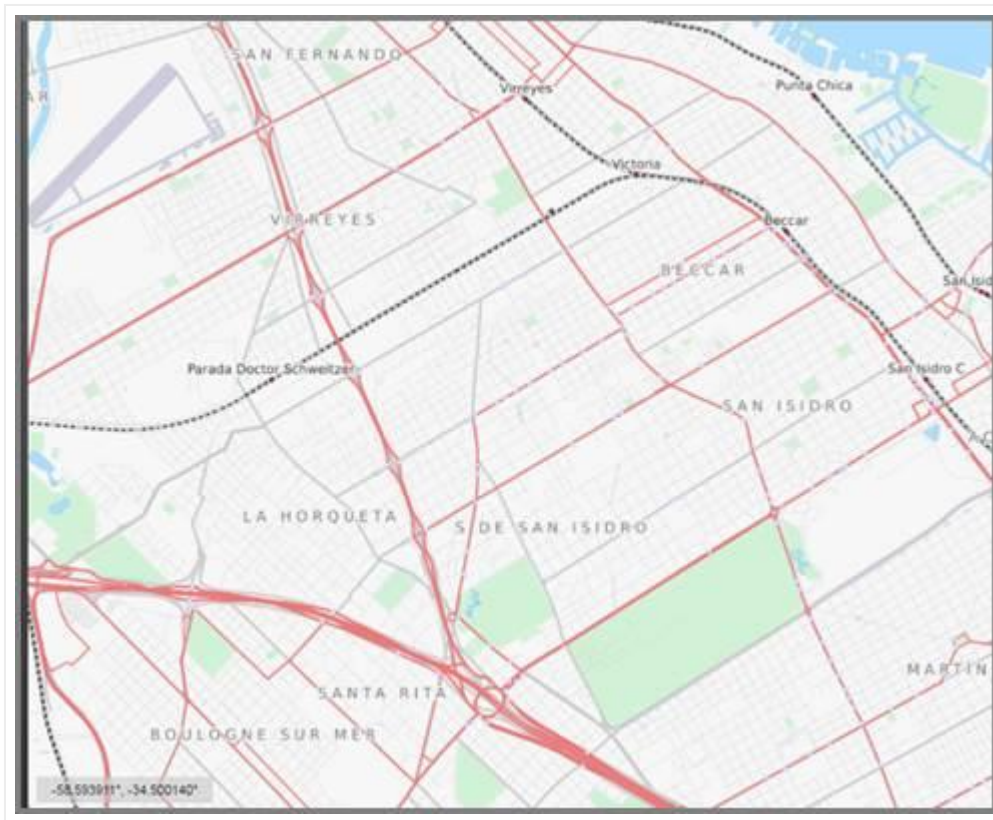 SAN FERNANDO
AR
Virreyes
Punta Chica
Victoria
VIRREYES
Beccar
BECCAR
San Isid
Parada Doctor Schweitzer
San Isidro C
SAN ISIDRO
LA HORQUETA
S DE SAN ISIDRO
MARTIN
SANTA RITA
BOULOGNE SUR MER
-58.593911°, -34.500140°